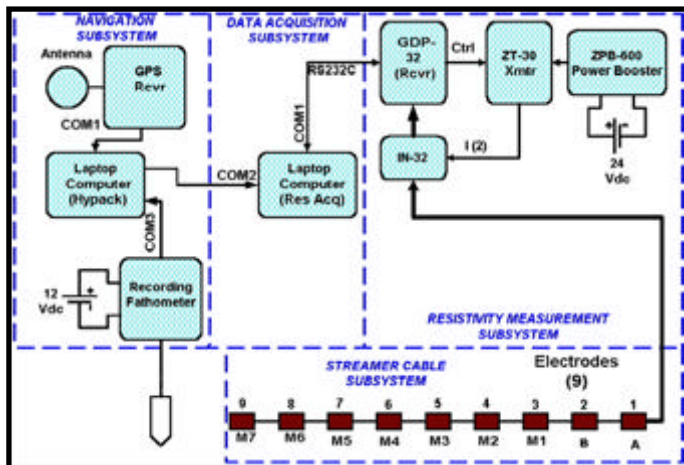 NAVIGATION
SUBSYSTEM
Antenna
GPS
Rcvr
COM1
Laptop
Computer
(Hypack)
COM3
12
Vdc
Recording
Fathometer
DATA ACQUISITION
SUBSYSTEM
RS232C
COM1
COM2
Laptop
Computer
(Res Acq)
GDP-
32
(Rcvr)
Ctrl
ZT-30
Xmtr
ZPB-600
Power Booster
IN-32
I (2)
24
Vdc
RESISTIVITY MEASUREMENT
SUBSYSTEM
STREAMER CABLE
SUBSYSTEM
Electrodes
(9)
9 8 7 6 5 4 3 2 1
M7 M6 M5 M4 M3 M2 M1 B A